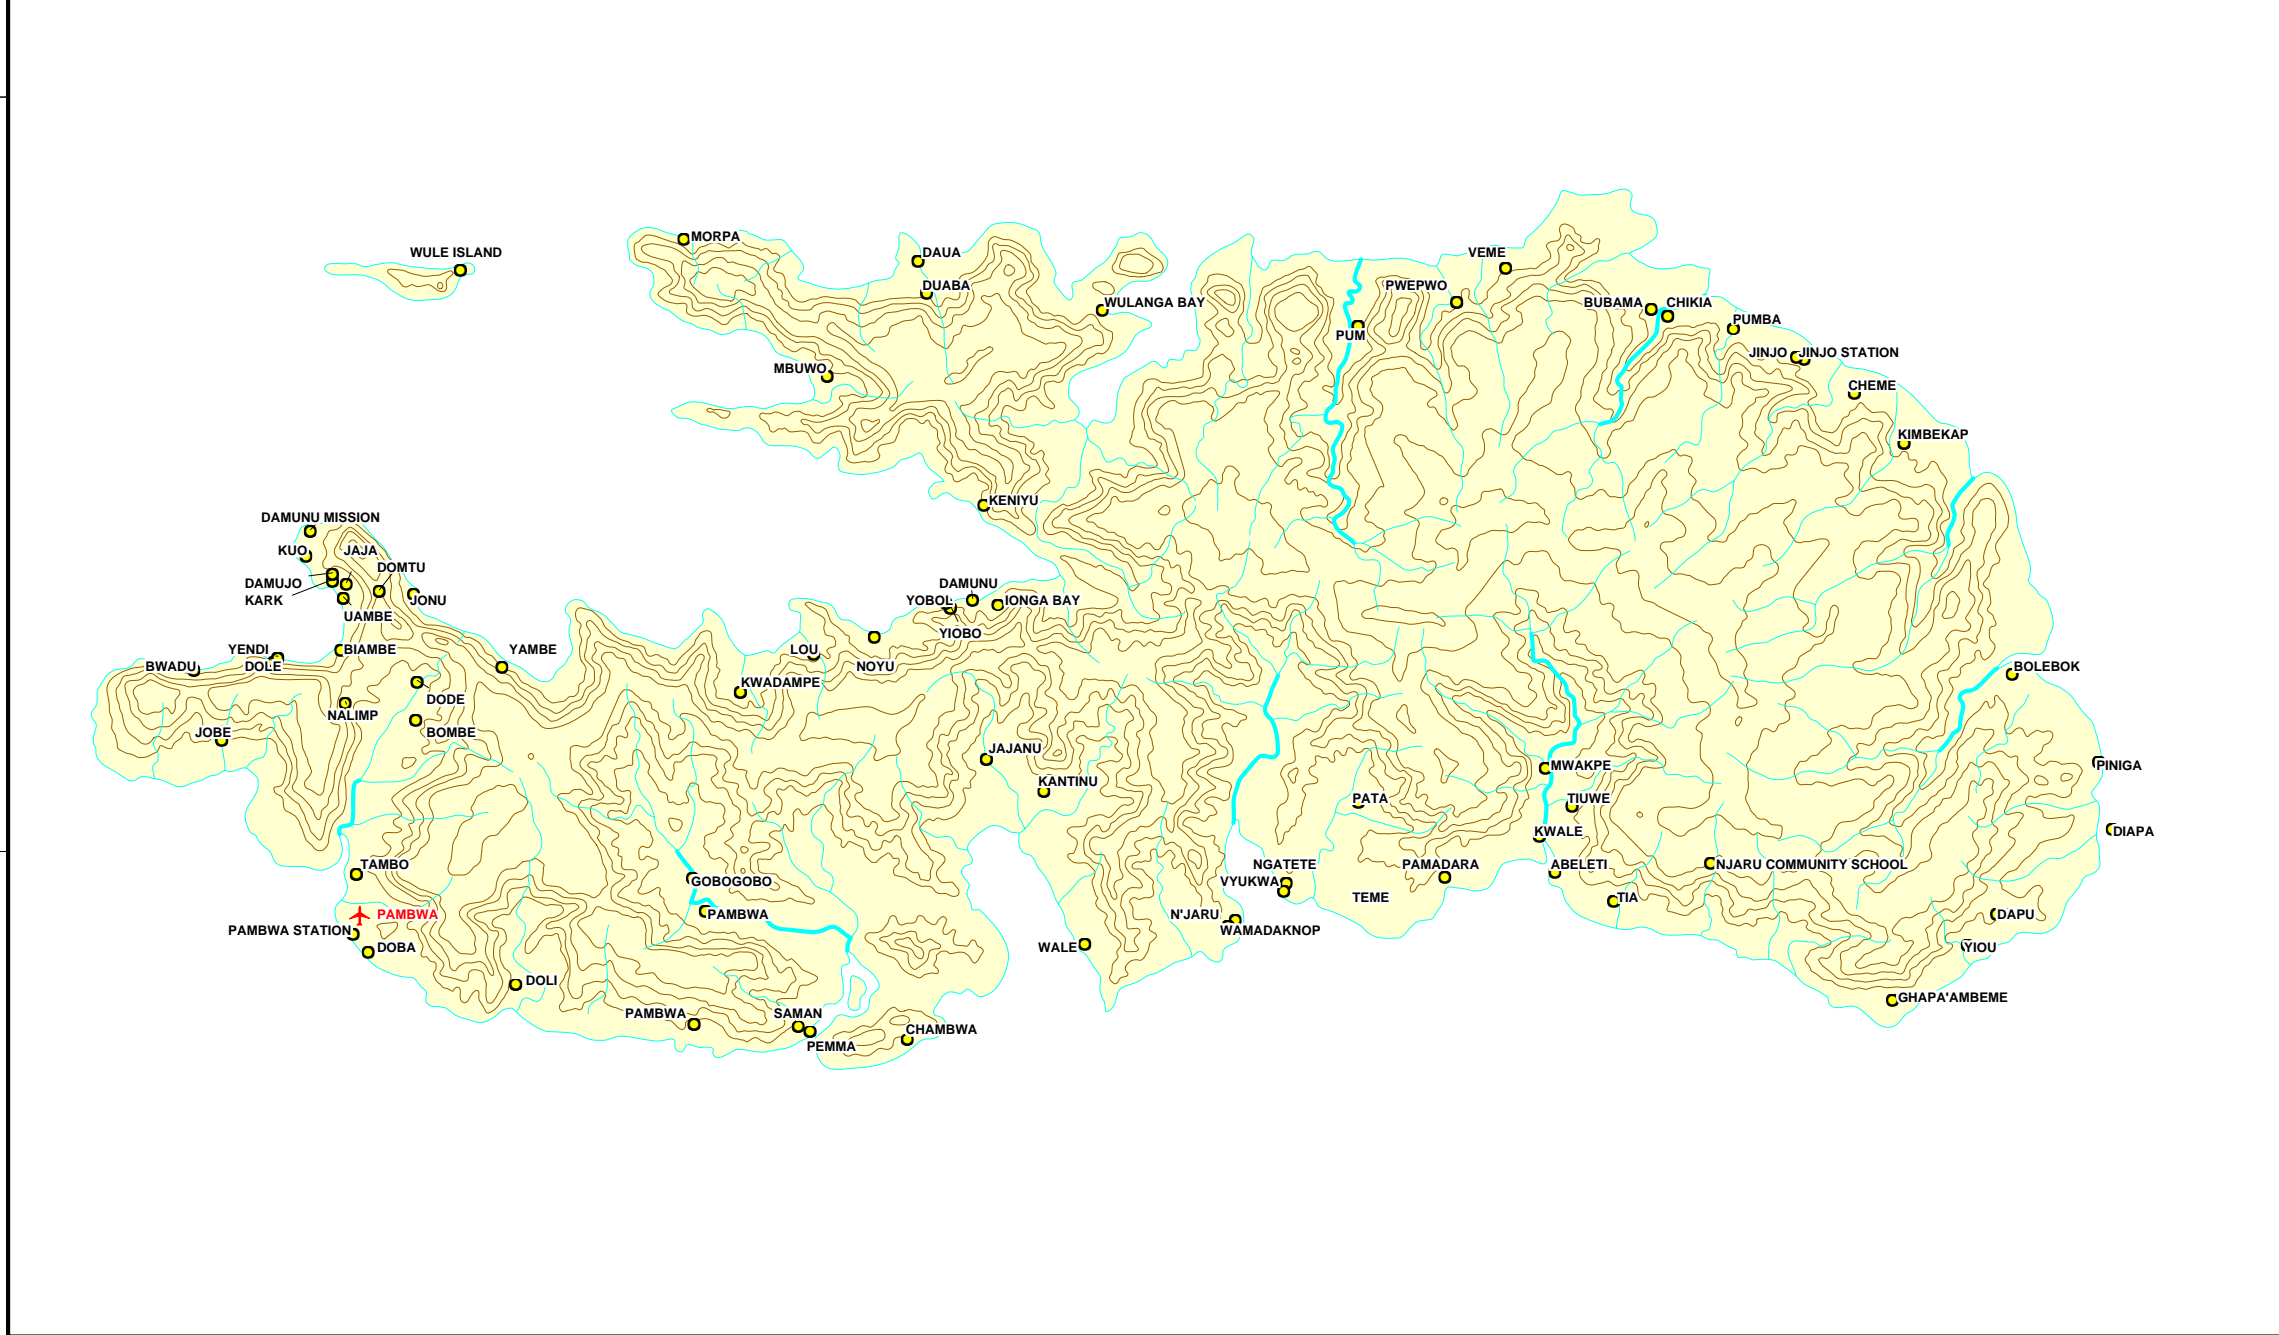 MORPA
WULE ISLAND
DAUA
VEME
DUABA
PWEPWO
WULANGA BAY
BUBAMA
CHIKIA
PUMBA
PUM
JINJO
JINJO STATION
MBUWO
CHEME
KIMBEKAP
KENIYU
DAMUNU MISSION
KUO
JAJA
DOMTU
DAMUJO
DAMUNU
KARK
JONU
YOBOL
IONGA BAY
UAMBE
YIOBO
YENDI
BIAMBE
YAMBE
LOU
BWADU
DOLE
NOYU
BOLEBOK
KWADAMPE
DODE
NALIMP
JOBE
BOMBE
JAJANU
MWAKPE
PINIGA
KANTINU
PATA
TIUWE
KWALE
DIAPA
TAMBO
NGATETE
PAMADARA
ABELETI
NJARU COMMUNITY SCHOOL
GOBOGOBO
VYUKWA
TEME
TIA
PAMBWA
PAMBWA
N'JARU
DAPU
PAMBWA STATION
WAMADAKNOP
DOBA
WALE
YIOU
DOLI
GHAPA'AMBEME
PAMBWA
SAMAN
CHAMBWA
PEMMA